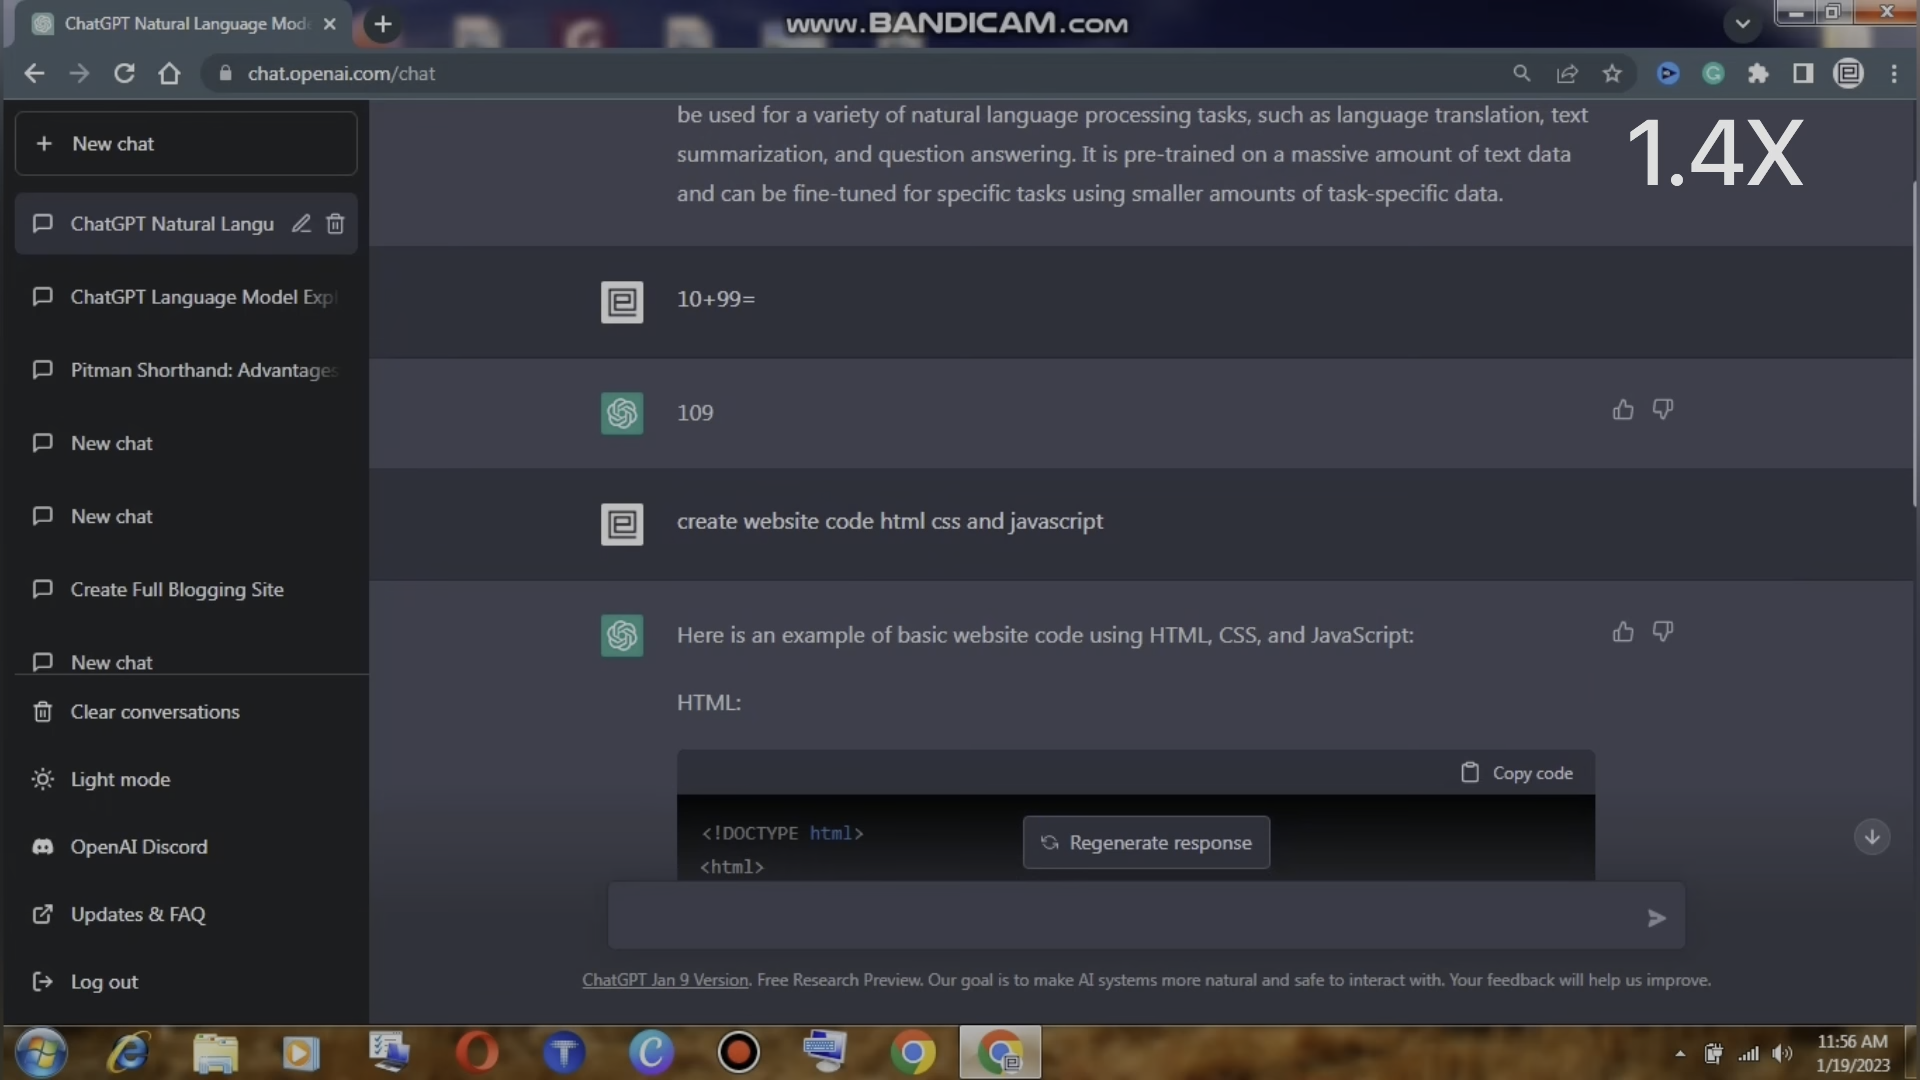 ChatGPT Natural Language Mod
www.BANDICAM.com
chat.openai.com/chat
1.4X
New chat
ChatGPT Natural Langu
ChatGPT Language Model Exp
Pitman Shorthand: Advantages
New chat
New chat
Create Full Blogging Site
New chat
Clear conversations
Light mode
OpenAI Discord
Updates & FAQ
Log out
be used for a variety of natural language processing tasks, such as language translation, text
summarization, and question answering. It is pre-trained on a massive amount of text data
and can be fine-tuned for specific tasks using smaller amounts of task-specific data.
10+99=
109
create website code html css and javascript
Here is an example of basic website code using HTML, CSS, and JavaScript:
HTML:
Copy code
<!DOCTYPE html>
<html>
Regenerate response
ChatGPT Jan 9 Version. Free Research Preview. Our goal is to make AI systems more natural and safe to interact with. Your feedback will help us improve.
11:56 AM
1/19/2023